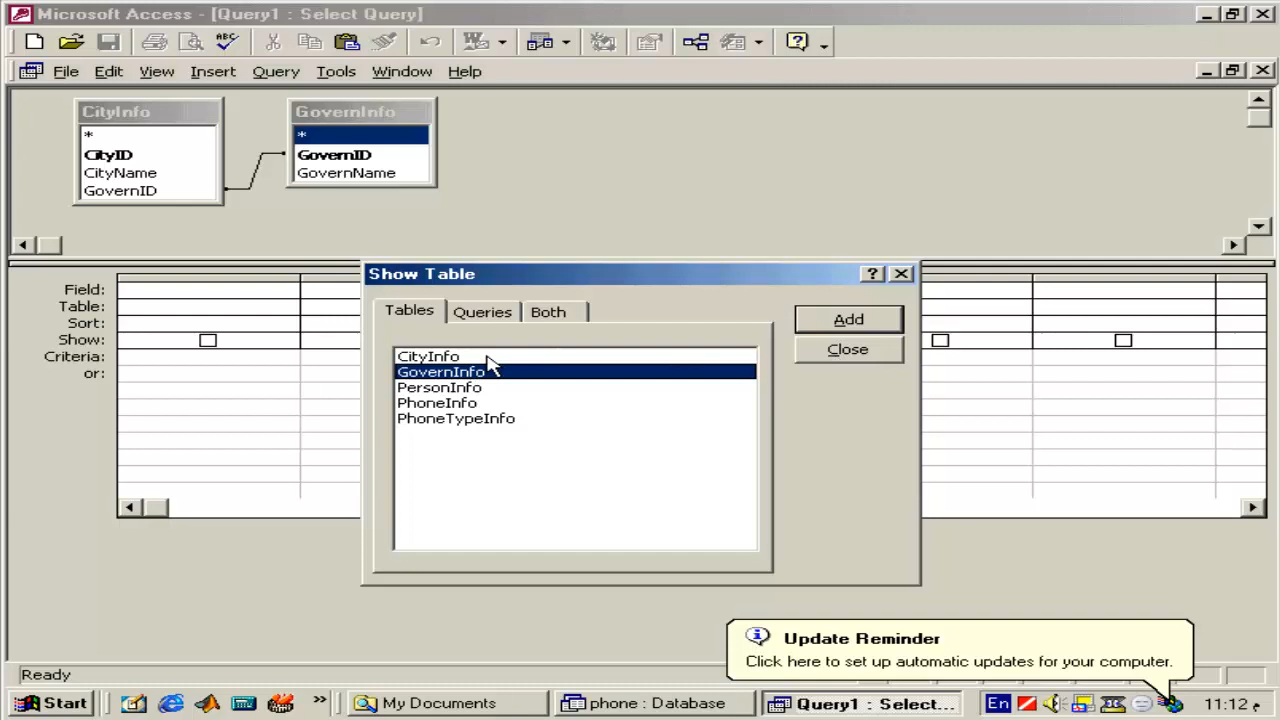 Microsoft Access - [Query1 : Select Query]
File Edit View Insert Query Tools Window Help
CityInfo
*
CityID
CityName
GovernID
GovernInfo
*
GovernID
GovernName
Field:
Table:
Sort:
Show:
Criteria:
or:
Show Table
Tables Queries Both
CityInfo
GovernInfo
PersonInfo
PhoneInfo
PhoneTypeInfo
Add
Close
Update Reminder
Click here to set up automatic updates for your computer.
Ready
Start » My Documents phone : Database Query1 : Select... En 11:12 م